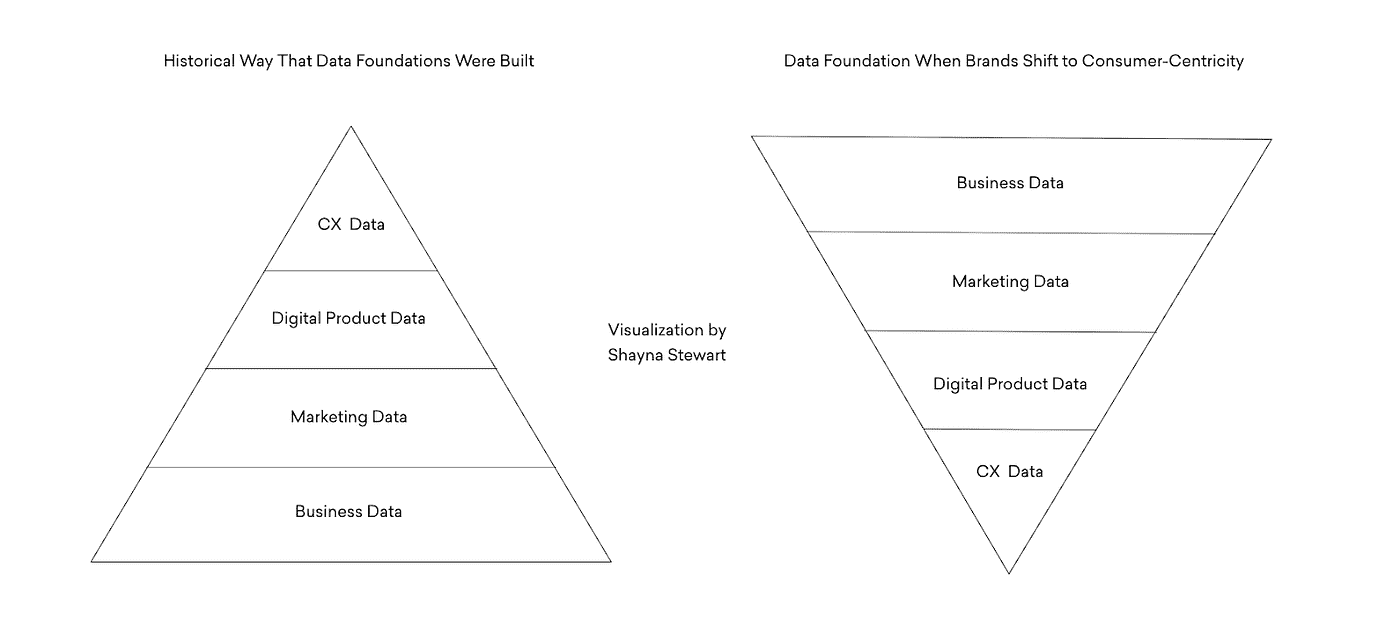 Historical Way That Data Foundations Were Built
CX Data
Digital Product Data
Marketing Data
Business Data
Visualization by
Shayna Stewart
Data Foundation When Brands Shift to Consumer-Centricity
Business Data
Marketing Data
Digital Product Data
CX Data